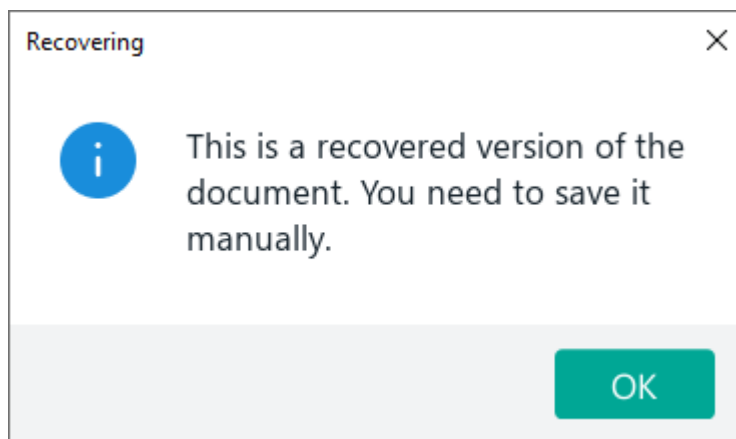 Recovering
This is a recovered version of the
document. You need to save it
manually.
OK